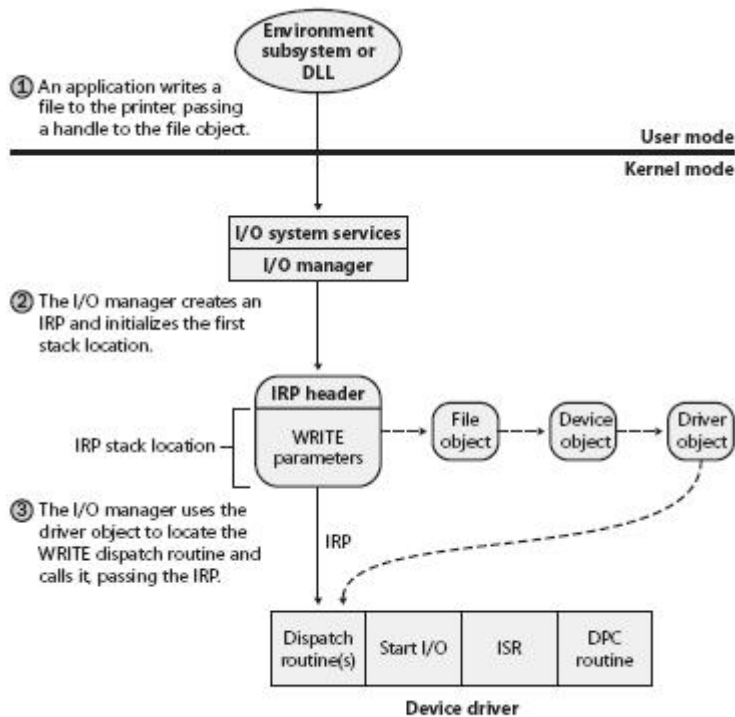 Environment
subsystem or
DLL
① An application writes a
file to the printer, passing
a handle to the file object.
User mode
Kernel mode
I/O system services
I/O manager
② The I/O manager creates an
IRP and initializes the first
stack location.
IRP header
IRP stack location
WRITE
parameters
File
object
Device
object
Driver
object
③ The I/O manager uses the
driver object to locate the
WRITE dispatch routine and
calls it, passing the IRP.
IRP
Dispatch
routine(s)
Start I/O
ISR
DPC
routine
Device driver